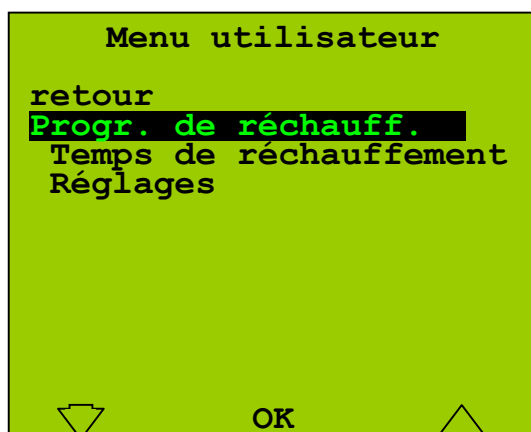 Menu utilisateur
retour
Progr. de réchauff.
Temps de réchauffement
Réglages
OK